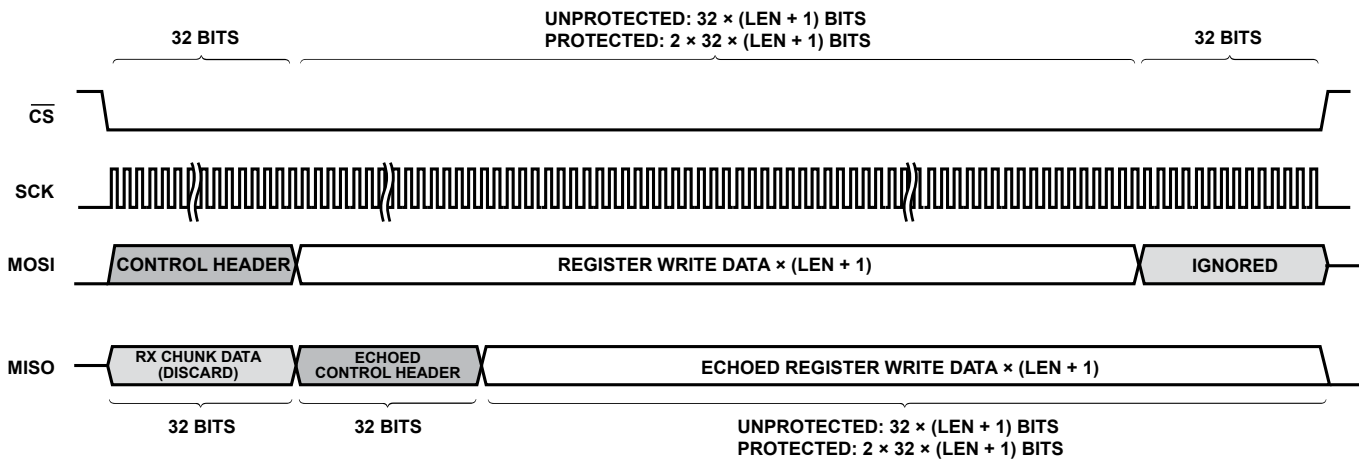 UNPROTECTED: 32 × (LEN + 1) BITS
32 BITS
PROTECTED: 2 × 32 × (LEN + 1) BITS
32 BITS
CS
SCK
MOSI
CONTROL HEADER
REGISTER WRITE DATA × (LEN + 1)
IGNORED
MISO
RX CHUNK DATA
(DISCARD)
ECHOED
CONTROL HEADER
ECHOED REGISTER WRITE DATA × (LEN + 1)
32 BITS
32 BITS
UNPROTECTED: 32 × (LEN + 1) BITS
PROTECTED: 2 × 32 × (LEN + 1) BITS